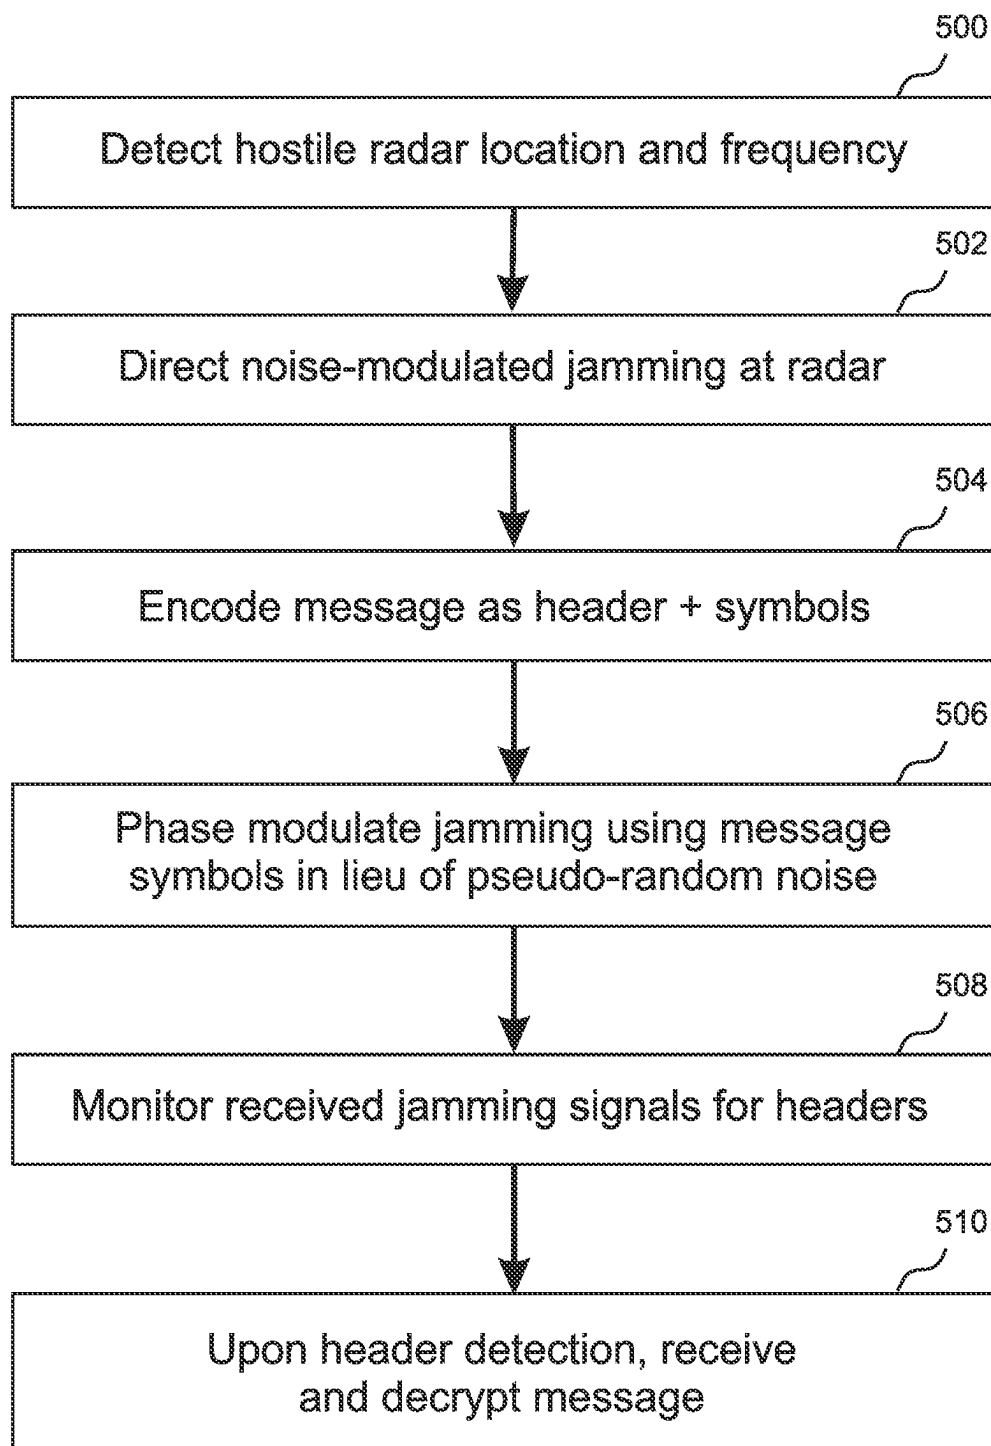 500
Detect hostile radar location and frequency
502
Direct noise-modulated jamming at radar
504
Encode message as header + symbols
506
Phase modulate jamming using message
symbols in lieu of pseudo-random noise
508
Monitor received jamming signals for headers
510
Upon header detection, receive
and decrypt message